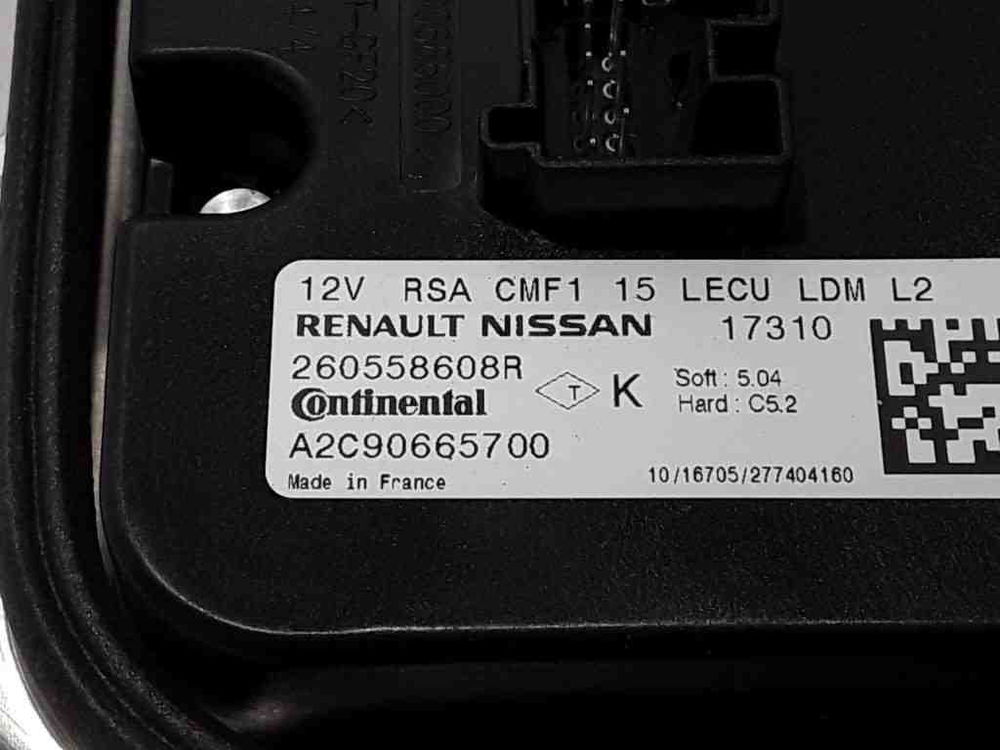 12V RSA CMF1 15 LECU LDM L2
RENAULT NISSAN 17310
260558608R
Continental T K Soft : 5.04
Hard : C5.2
A2C90665700
Made in France 10/16705/277404160